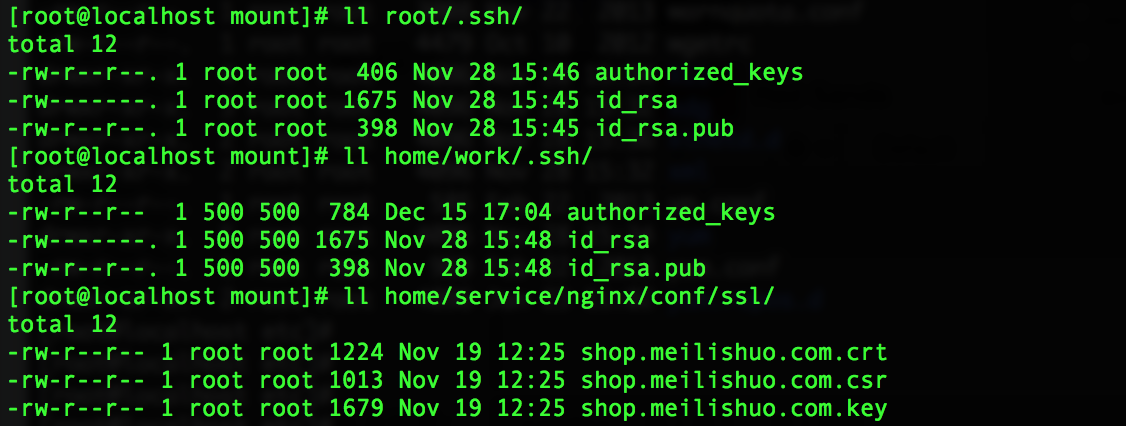 [root@localhost mount]# ll root/.ssh/
total 12
-rw-r--r--. 1 root root  406 Nov 28 15:46 authorized_keys
-rw-------. 1 root root 1675 Nov 28 15:45 id_rsa
-rw-r--r--. 1 root root  398 Nov 28 15:45 id_rsa.pub
[root@localhost mount]# ll home/work/.ssh/
total 12
-rw-r--r--  1 500 500  784 Dec 15 17:04 authorized_keys
-rw-------. 1 500 500 1675 Nov 28 15:48 id_rsa
-rw-r--r--. 1 500 500  398 Nov 28 15:48 id_rsa.pub
[root@localhost mount]# ll home/service/nginx/conf/ssl/
total 12
-rw-r--r-- 1 root root 1224 Nov 19 12:25 shop.meilishuo.com.crt
-rw-r--r-- 1 root root 1013 Nov 19 12:25 shop.meilishuo.com.csr
-rw-r--r-- 1 root root 1679 Nov 19 12:25 shop.meilishuo.com.key